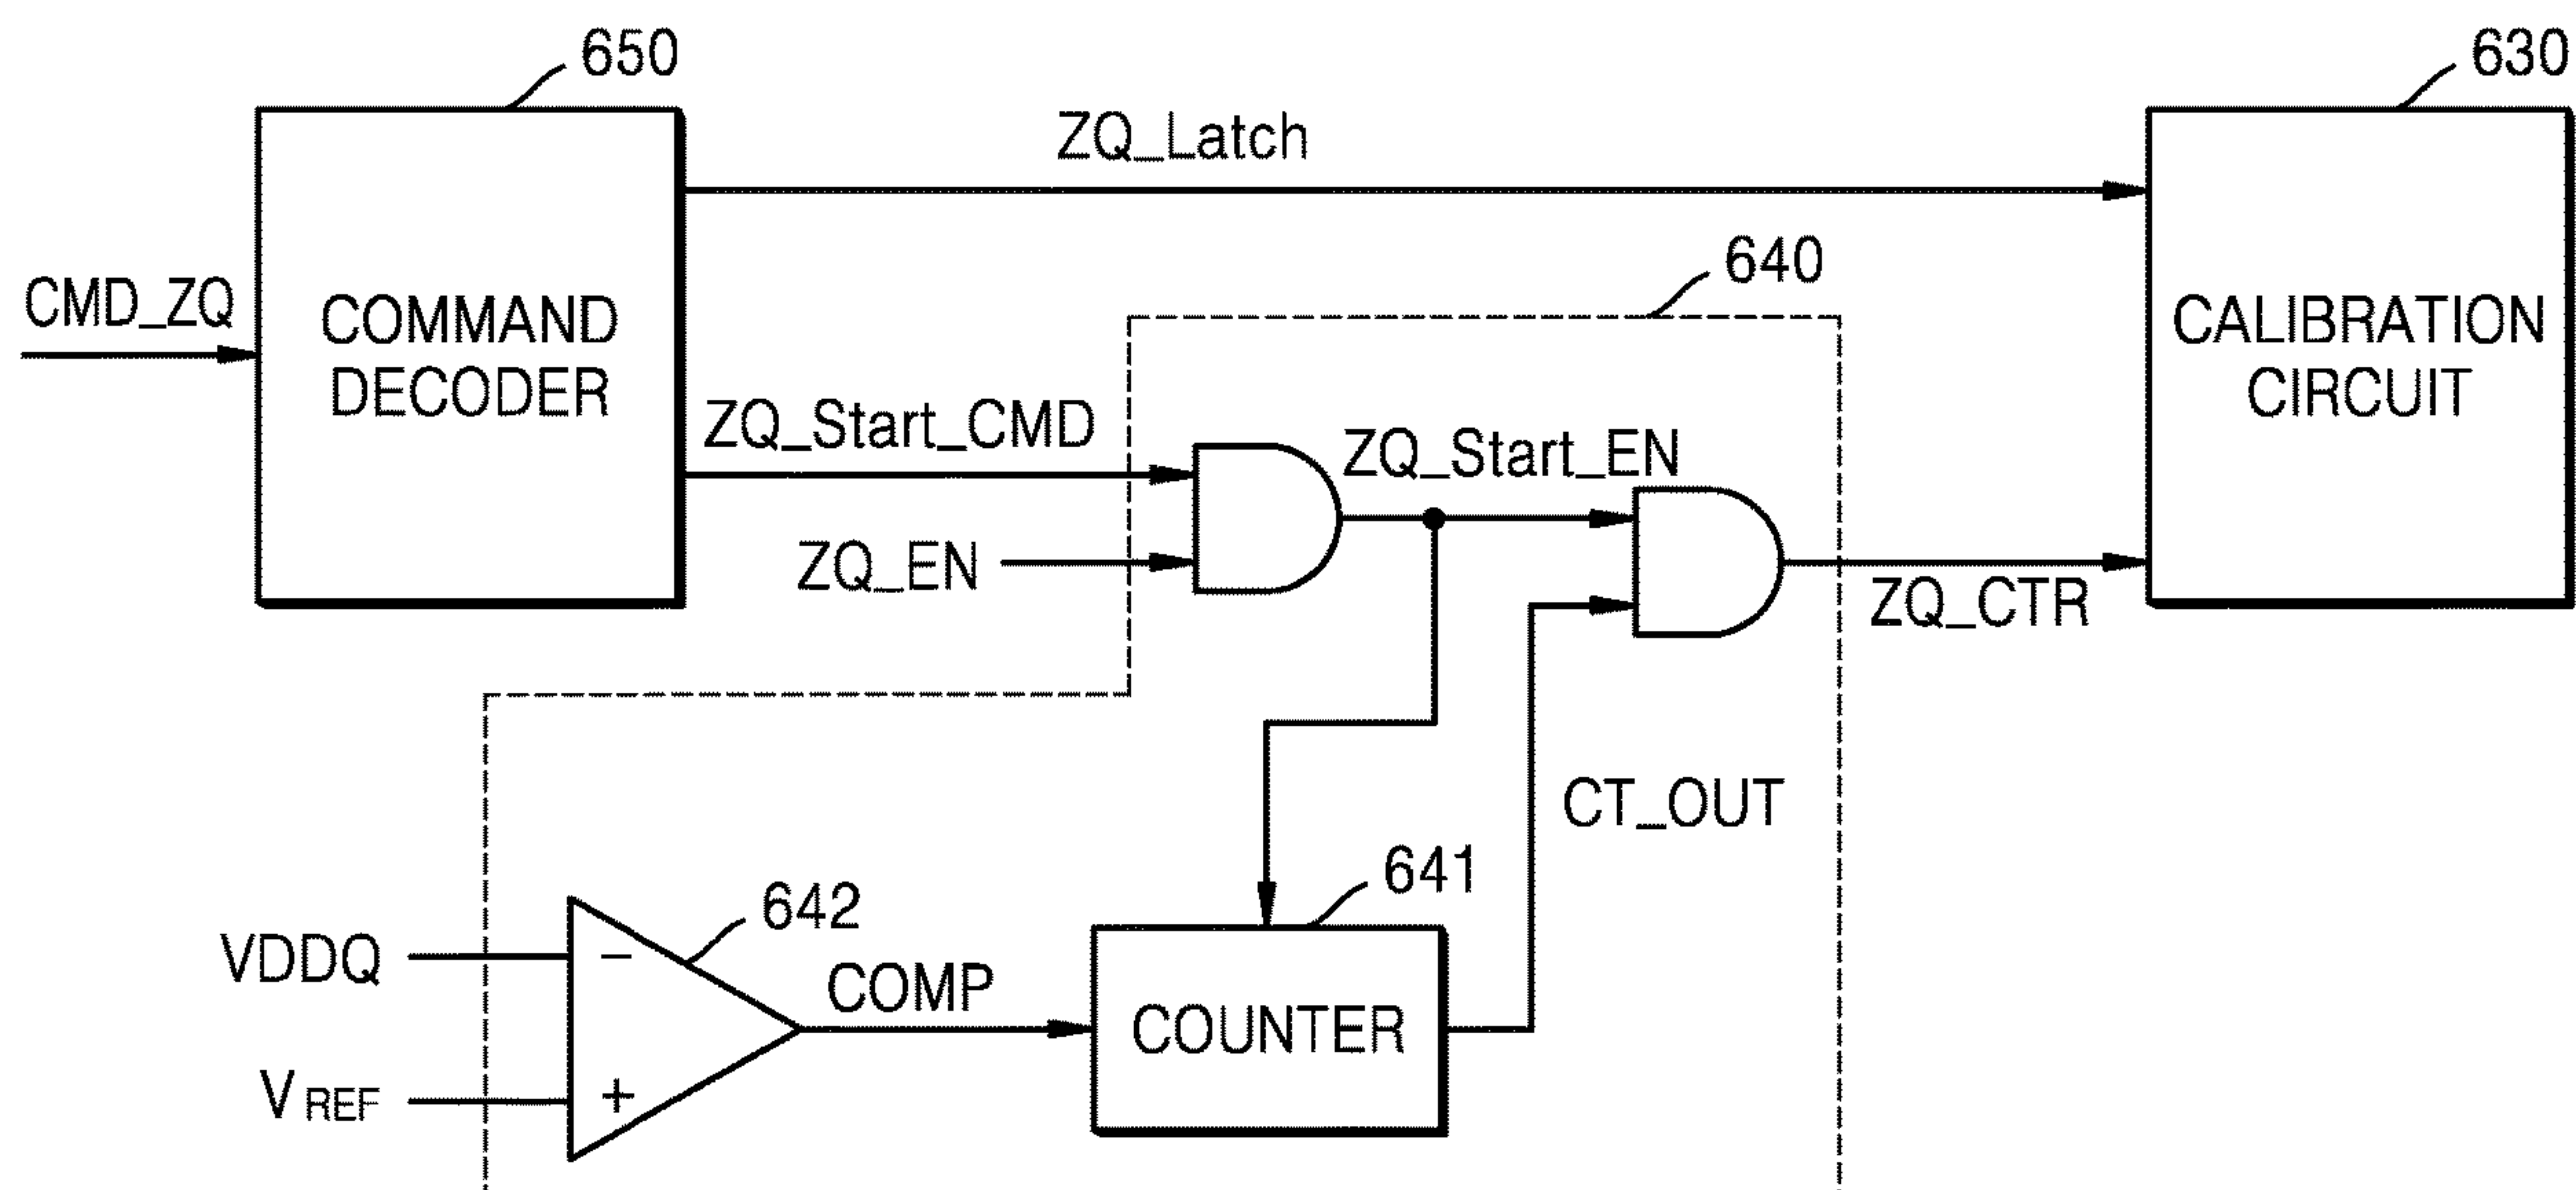 650
630
ZQ_Latch
640
CMD_ZQ
COMMAND
DECODER
CALIBRATION
CIRCUIT
ZQ_Start_CMD
ZQ_Start_EN
ZQ_EN
ZQ_CTR
CT_OUT
641
642
VDDQ
−
COMP
COUNTER
VREF
+